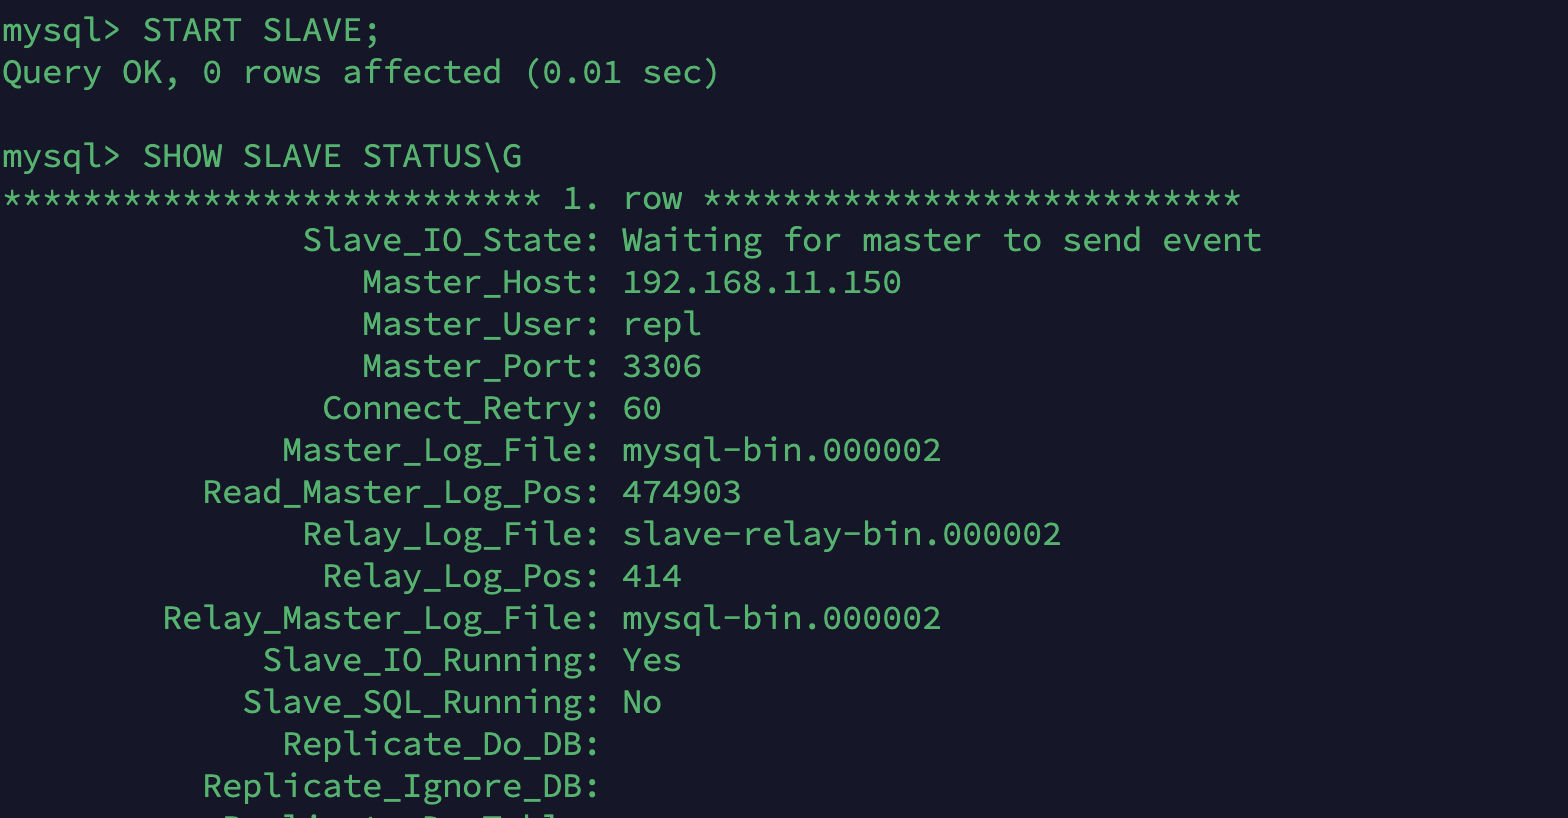 mysql> START SLAVE;
Query OK, 0 rows affected (0.01 sec)
mysql> SHOW SLAVE STATUS\G
*************************** 1. row ***************************
Slave_IO_State: Waiting for master to send event
Master_Host: 192.168.11.150
Master_User: repl
Master_Port: 3306
Connect_Retry: 60
Master_Log_File: mysql-bin.000002
Read_Master_Log_Pos: 474903
Relay_Log_File: slave-relay-bin.000002
Relay_Log_Pos: 414
Relay_Master_Log_File: mysql-bin.000002
Slave_IO_Running: Yes
Slave_SQL_Running: No
Replicate_Do_DB:
Replicate_Ignore_DB: